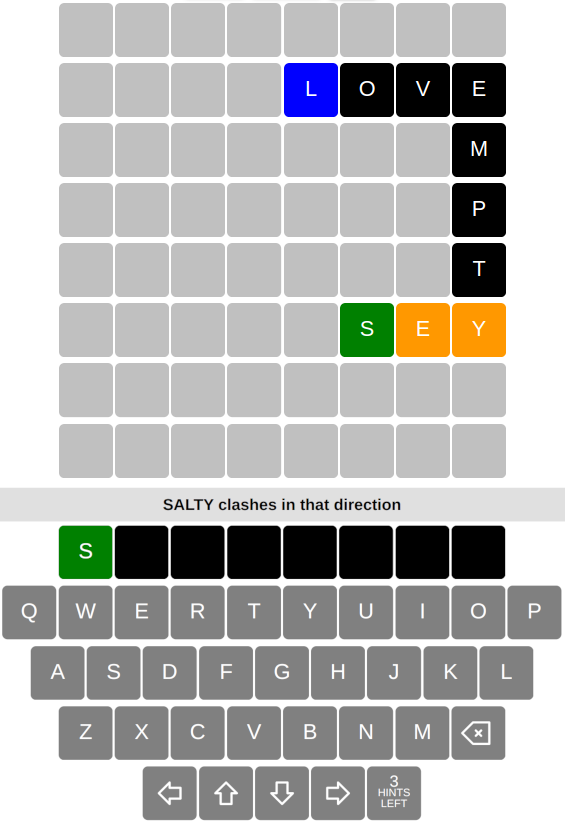 L O V E
M
P
T
S E Y
SALTY clashes in that direction
S
Q W E R T Y U I O P
A S D F G H J K L
Z X C V B N M
3
HINTS
LEFT